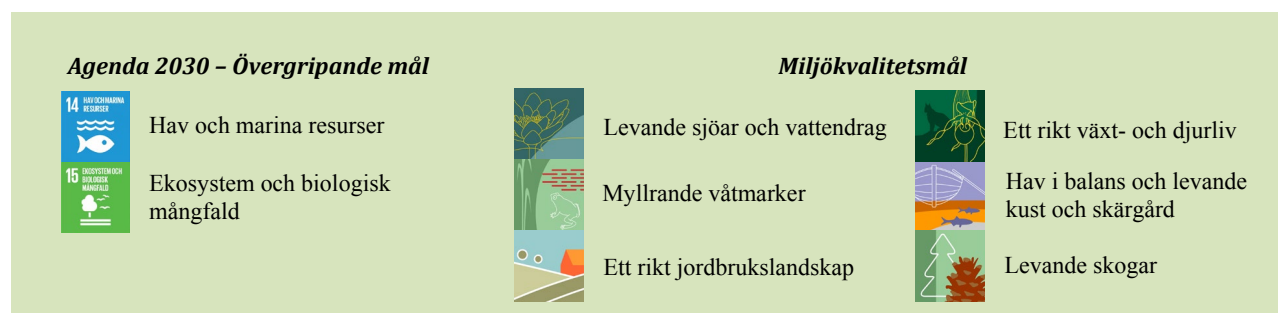 Agenda 2030 – Övergripande mål
14 HAV OCH MARINA
RESURSER
Hav och marina resurser
15 EKOSYSTEM OCH
BIOLOGISK
MÅNGFALD
Ekosystem och biologisk
mångfald
Miljökvalitetsmål
Levande sjöar och vattendrag
Myllrande våtmarker
Ett rikt jordbrukslandskap
Ett rikt växt- och djurliv
Hav i balans och levande
kust och skärgård
Levande skogar